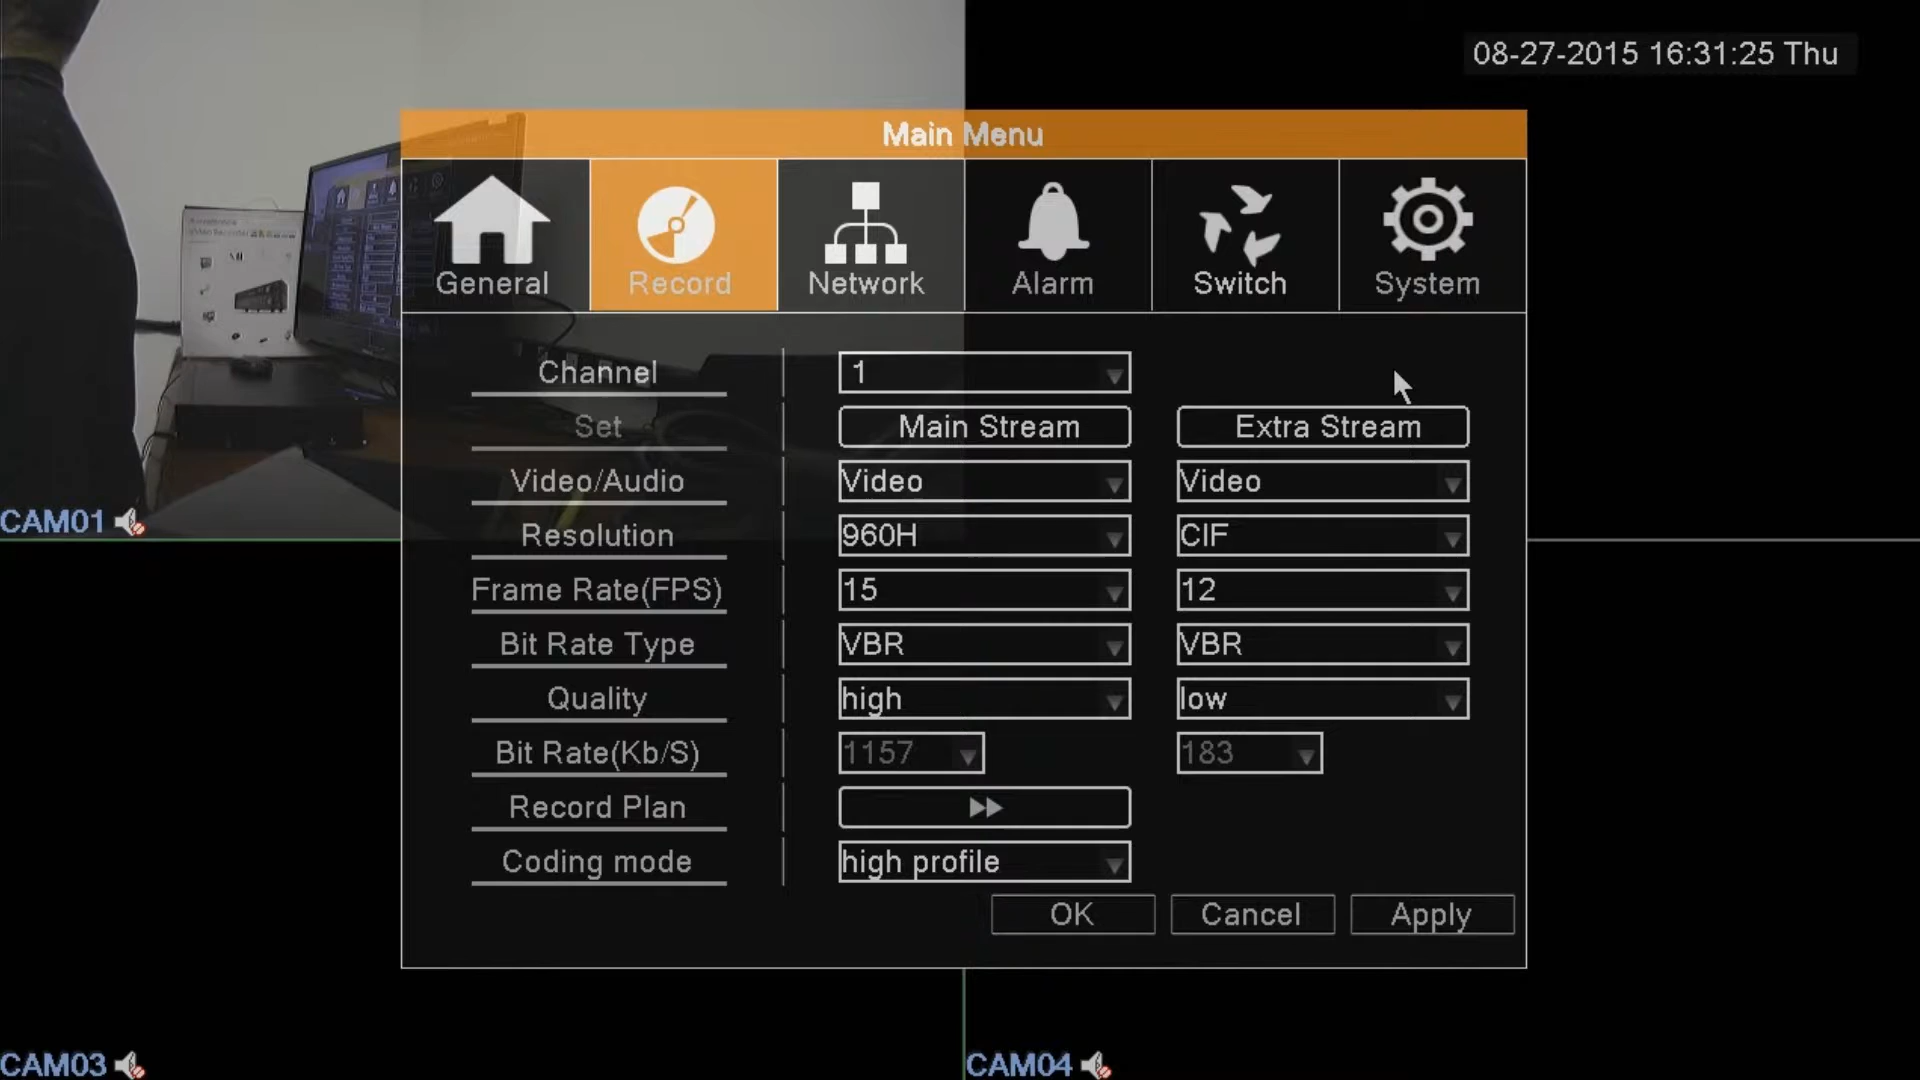 08-27-2015 16:31:25 Thu
Main Menu
General Record Network Alarm Switch System
Channel 1
Set Main Stream Extra Stream
Video/Audio Video Video
Resolution 960H CIF
Frame Rate(FPS) 15 12
Bit Rate Type VBR VBR
Quality high low
Bit Rate(Kb/S) 1157 183
Record Plan
Coding mode high profile
OK Cancel Apply
CAM01
CAM03
CAM04